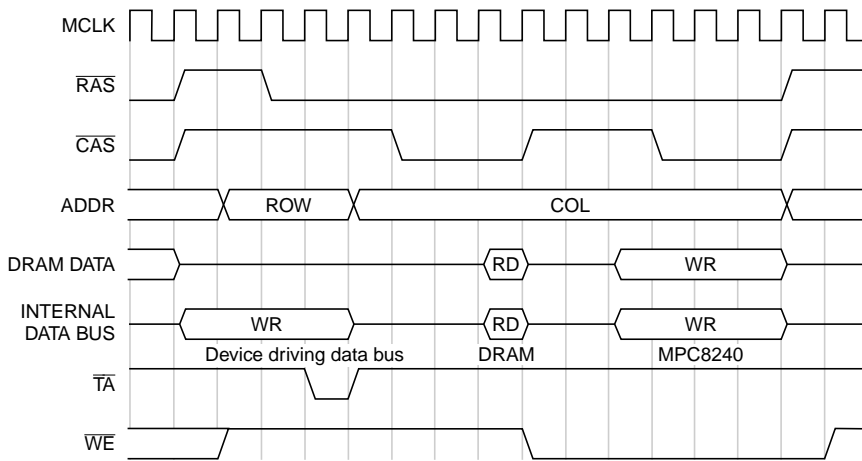 MCLK
RAS
CAS
ADDR ROW COL
DRAM DATA RD WR
INTERNAL
DATA BUS WR RD WR
Device driving data bus DRAM MPC8240
TA
WE